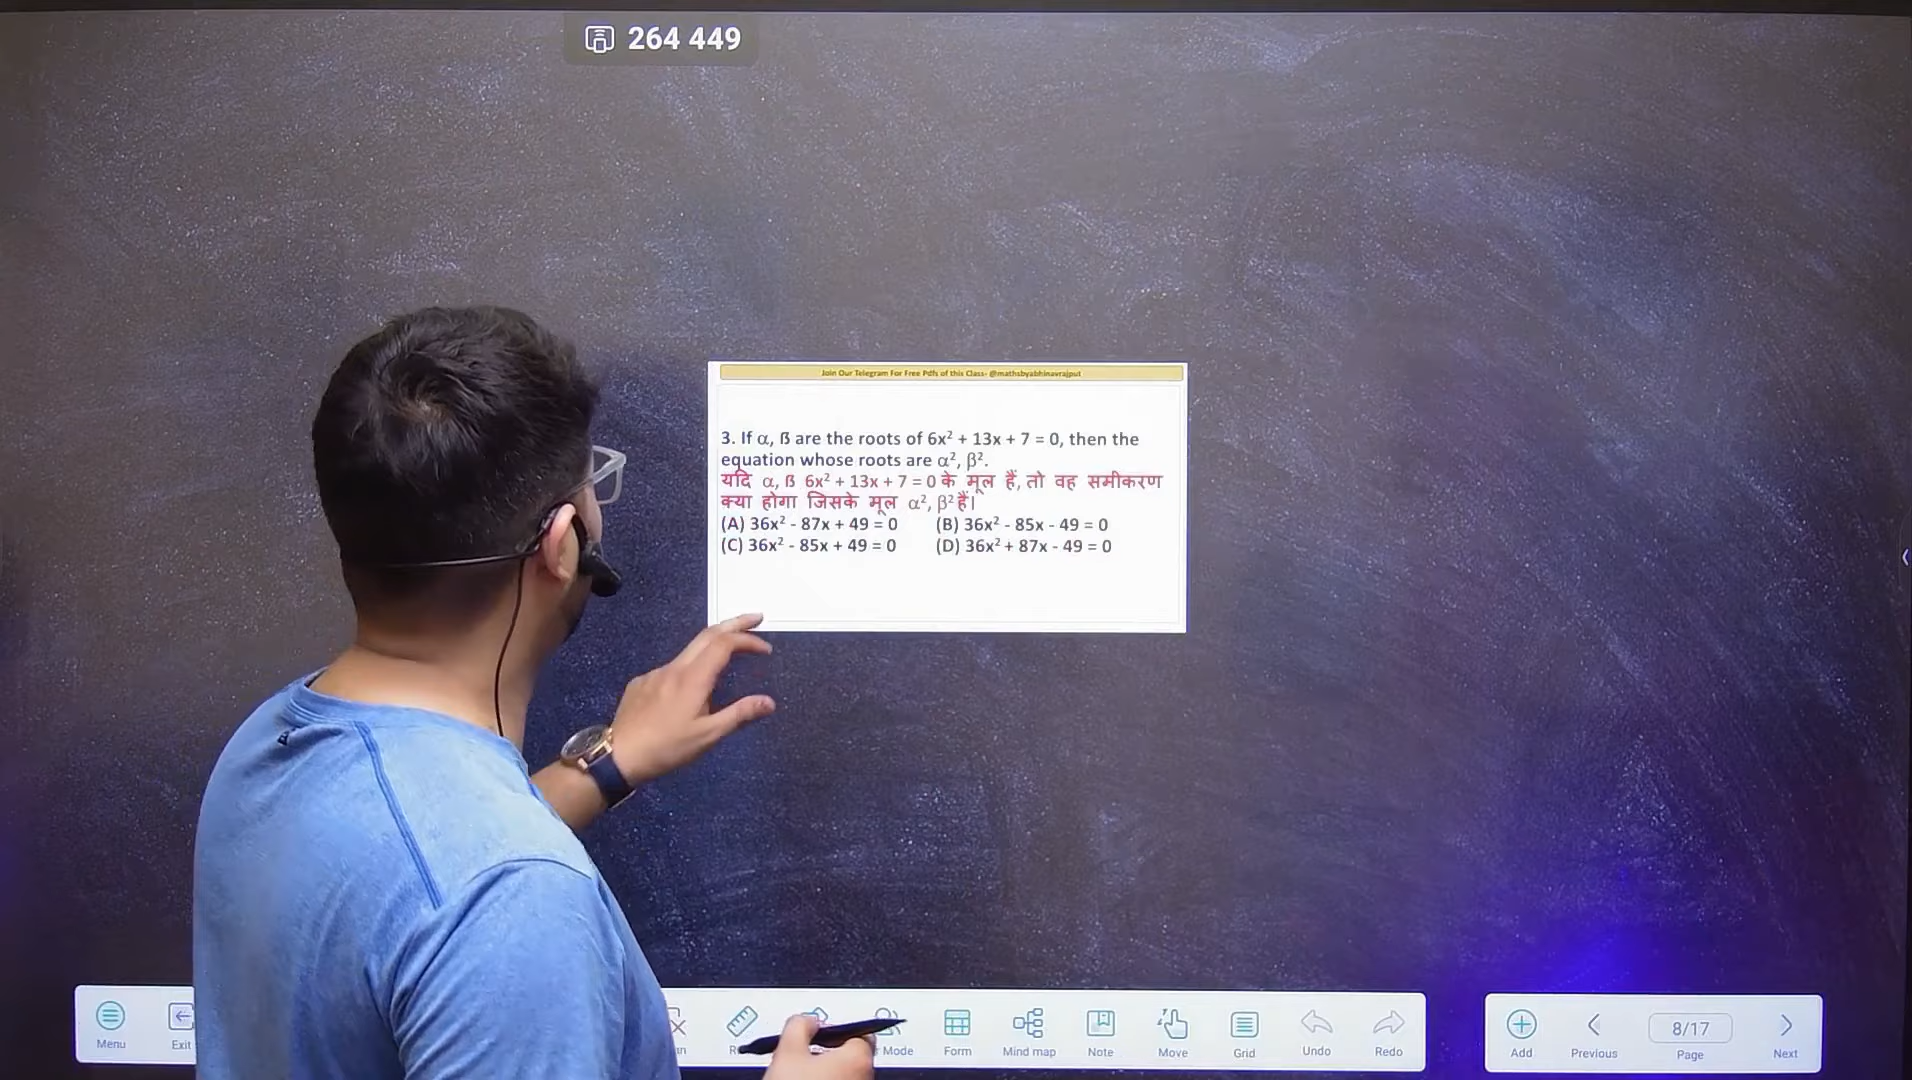 264 449
Join Our Telegram For Free Pdfs of this Class- @mathsbyabhinavrajput
3. If α, ß are the roots of 6x² + 13x + 7 = 0, then the
equation whose roots are α², β².
यदि α, ß 6x² + 13x + 7 = 0 के मूल हैं, तो वह समीकरण
क्या होगा जिसके मूल α², β² हैं।
(A) 36x² - 87x + 49 = 0 (B) 36x² - 85x - 49 = 0
(C) 36x² - 85x + 49 = 0 (D) 36x² + 87x - 49 = 0
Menu Exit Mode Form Mind map Note Move Grid Undo Redo Add Previous 8/17 Page Next